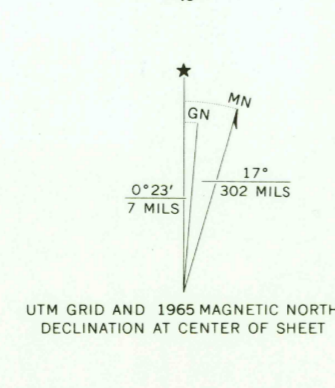 MN
GN
0°23'
7 MILS
17°
302 MILS
UTM GRID AND 1965 MAGNETIC NORTH
DECLINATION AT CENTER OF SHEET